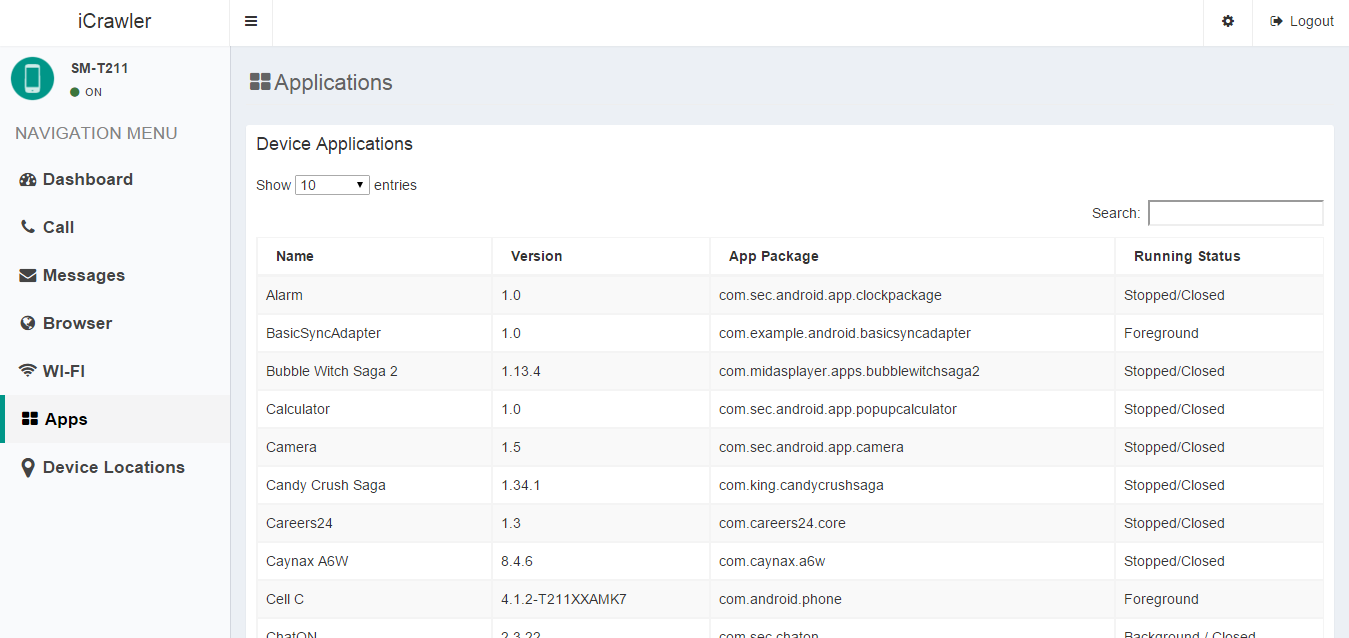 iCrawler
Logout
SM-T211
ON
NAVIGATION MENU
Dashboard
Call
Messages
Browser
WI-FI
Apps
Device Locations
Applications
Device Applications
Show 10 entries
Search:
Name Version App Package Running Status
Alarm 1.0 com.sec.android.app.clockpackage Stopped/Closed
BasicSyncAdapter 1.0 com.example.android.basicsyncadapter Foreground
Bubble Witch Saga 2 1.13.4 com.midasplayer.apps.bubblewitchsaga2 Stopped/Closed
Calculator 1.0 com.sec.android.app.popupcalculator Stopped/Closed
Camera 1.5 com.sec.android.app.camera Stopped/Closed
Candy Crush Saga 1.34.1 com.king.candycrushsaga Stopped/Closed
Careers24 1.3 com.careers24.core Stopped/Closed
Caynax A6W 8.4.6 com.caynax.a6w Stopped/Closed
Cell C 4.1.2-T211XXAMK7 com.android.phone Foreground
ChatON 2.3.22 com.sec.chaton Background / Closed